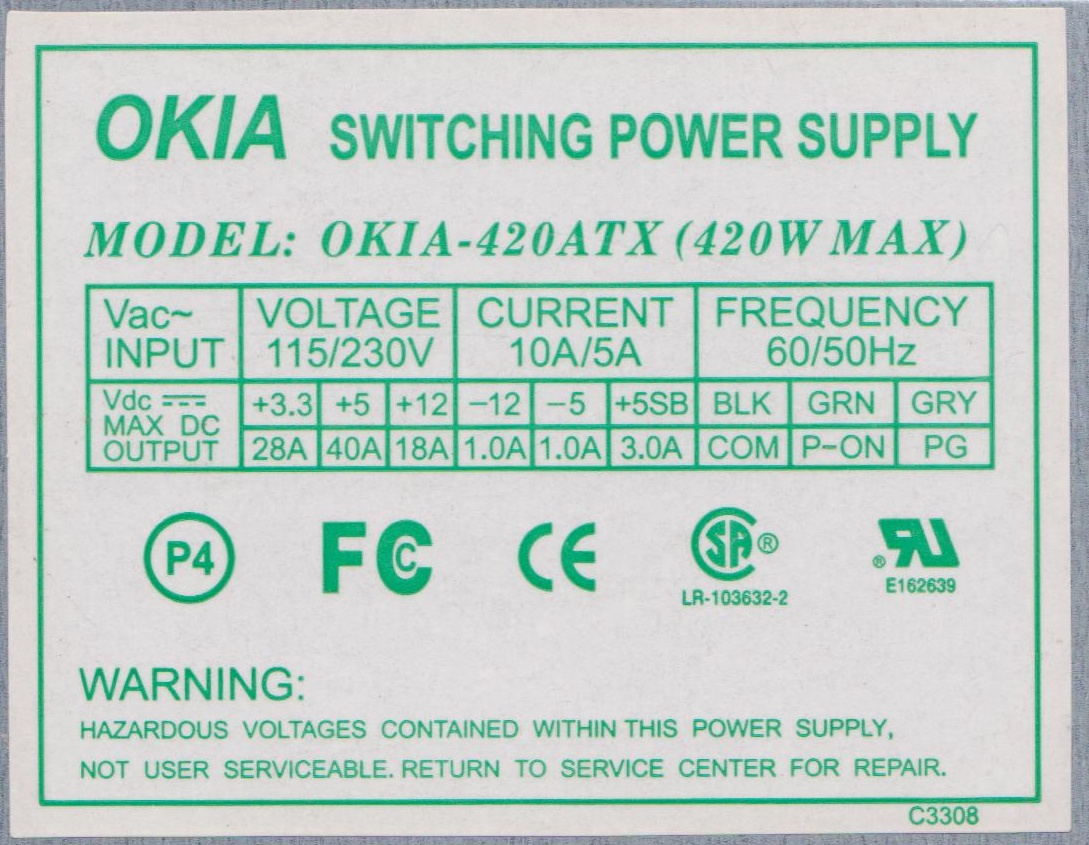 OKIA SWITCHING POWER SUPPLY
MODEL: OKIA-420ATX (420W MAX)
Vac~ VOLTAGE CURRENT FREQUENCY
INPUT 115/230V 10A/5A 60/50Hz
Vdc +3.3 +5 +12 −12 −5 +5SB BLK GRN GRY
MAX DC
OUTPUT 28A 40A 18A 1.0A 1.0A 3.0A COM P-ON PG
P4 FC CE SA® ®RU
LR-103632-2 E162639
WARNING:
HAZARDOUS VOLTAGES CONTAINED WITHIN THIS POWER SUPPLY,
NOT USER SERVICEABLE. RETURN TO SERVICE CENTER FOR REPAIR.
C3308